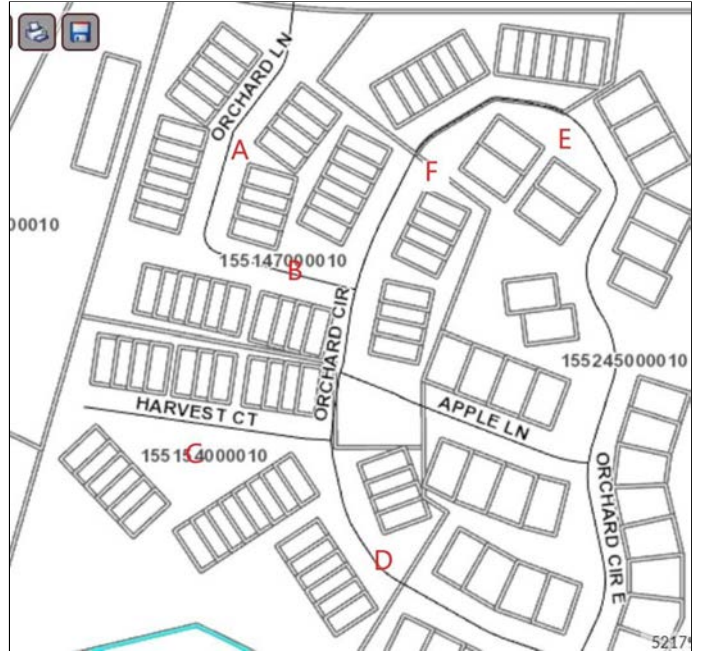 ORCHARD LN
A
E
F
00010
155147000010
B
ORCHARD CIR
155245000010
HARVEST CT
APPLE LN
C
155154000010
ORCHARD CIR E
D
5217